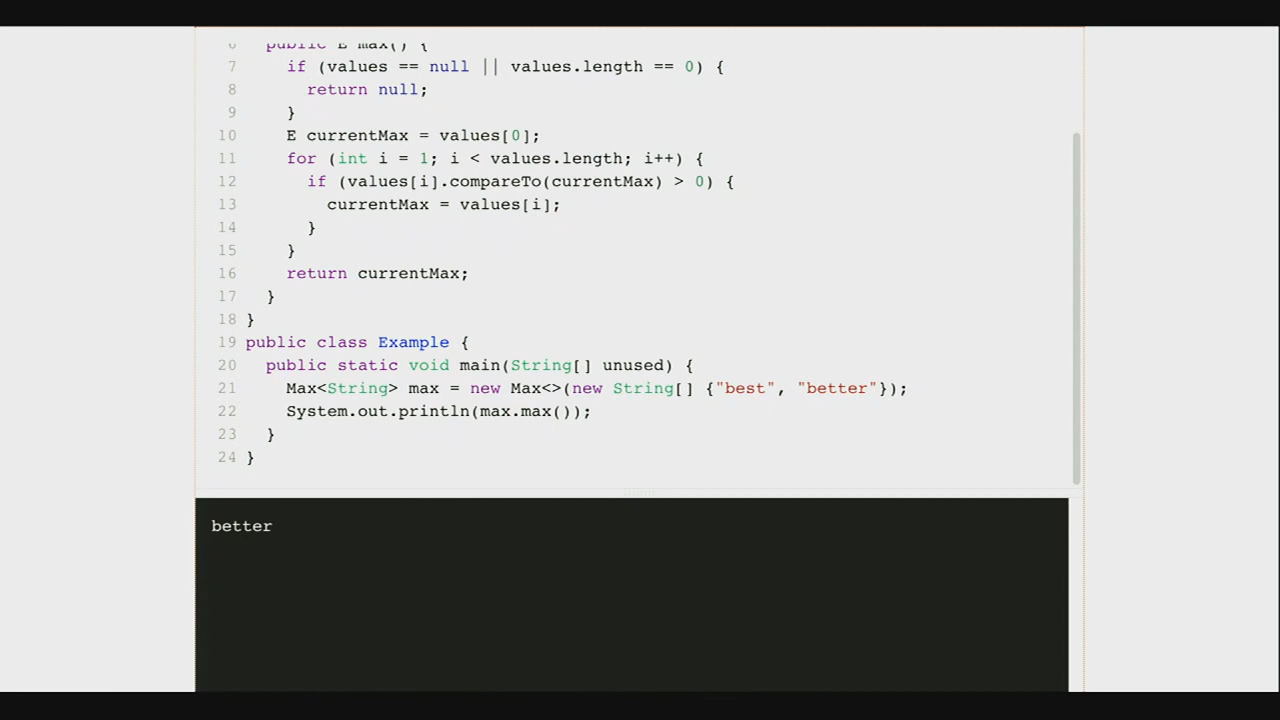 6 public E max() {
7 if (values == null || values.length == 0) {
8 return null;
9 }
10 E currentMax = values[0];
11 for (int i = 1; i < values.length; i++) {
12 if (values[i].compareTo(currentMax) > 0) {
13 currentMax = values[i];
14 }
15 }
16 return currentMax;
17 }
18 }
19 public class Example {
20 public static void main(String[] unused) {
21 Max<String> max = new Max<>(new String[] {"best", "better"});
22 System.out.println(max.max());
23 }
24 }
better